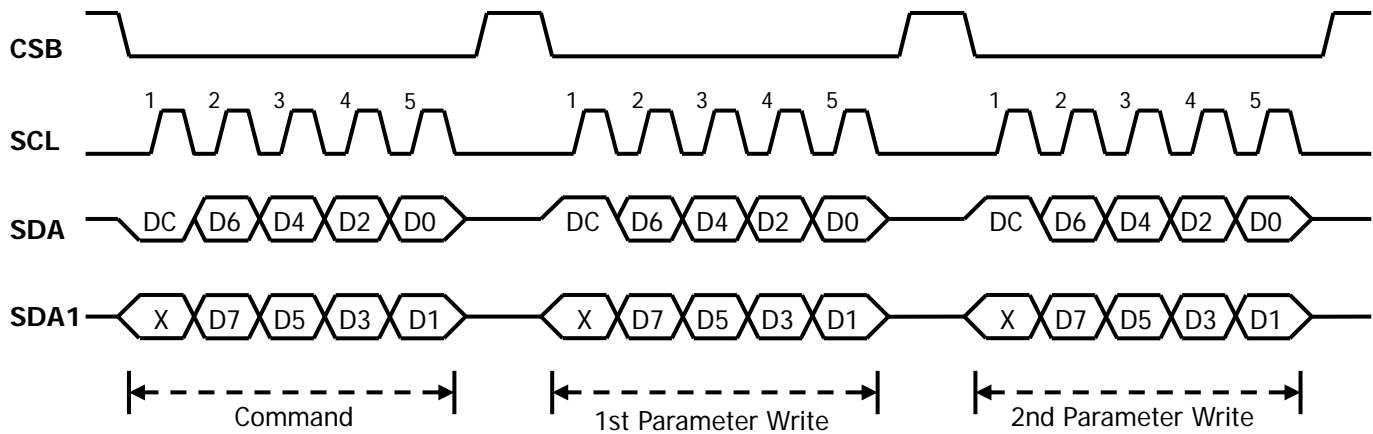 CSB
1 2 3 4 5 1 2 3 4 5 1 2 3 4 5
SCL
SDA DC D6 D4 D2 D0 DC D6 D4 D2 D0 DC D6 D4 D2 D0
SDA1 X D7 D5 D3 D1 X D7 D5 D3 D1 X D7 D5 D3 D1
Command 1st Parameter Write 2nd Parameter Write